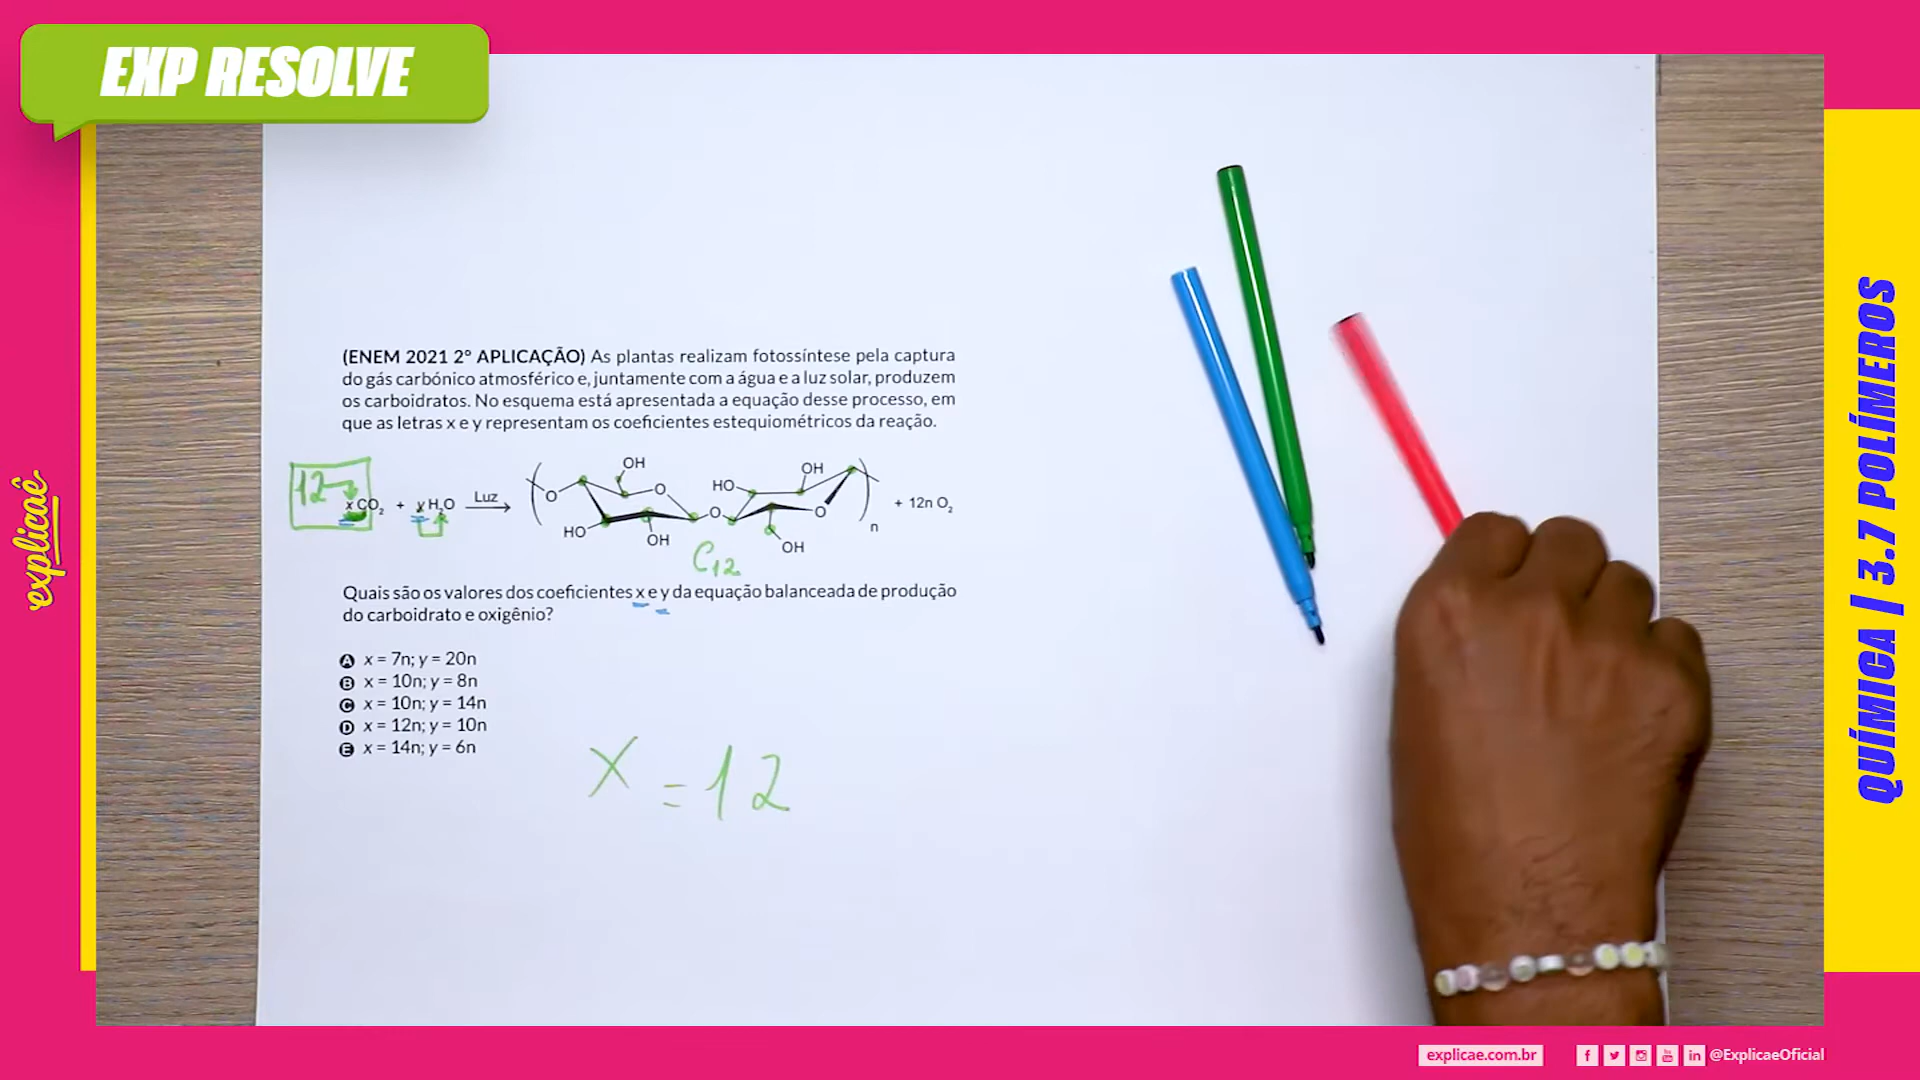 EXP RESOLVE
explicaê
QUÍMICA | 3.7 POLÍMEROS
(ENEM 2021 2° APLICAÇÃO) As plantas realizam fotossíntese pela captura
do gás carbónico atmosférico e, juntamente com a água e a luz solar, produzem
os carboidratos. No esquema está apresentada a equação desse processo, em
que as letras x e y representam os coeficientes estequiométricos da reação.
12
xCO₂ + yH₂O Luz
OH
O
O
HO
OH
O
HO
OH
O
OH
n
+ 12n O₂
C₁₂
Quais são os valores dos coeficientes x e y da equação balanceada de produção
do carboidrato e oxigênio?
A x = 7n; y = 20n
B x = 10n; y = 8n
C x = 10n; y = 14n
D x = 12n; y = 10n
E x = 14n; y = 6n
X = 12
explicae.com.br
@ExplicaeOficial